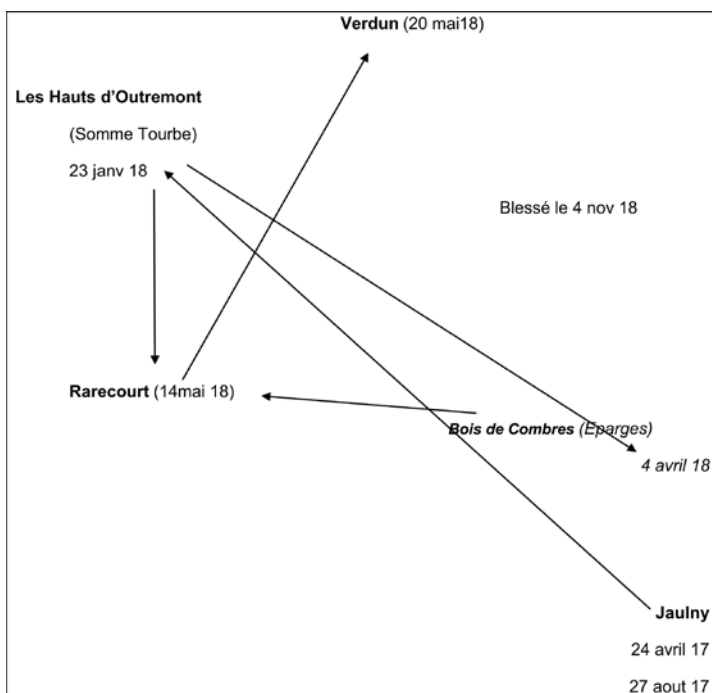 Verdun (20 mai18)
Les Hauts d'Outremont
(Somme Tourbe)
23 janv 18
Blessé le 4 nov 18
Rarecourt (14mai 18)
Bois de Combres (Eparges)
4 avril 18
Jaulny
24 avril 17
27 aout 17